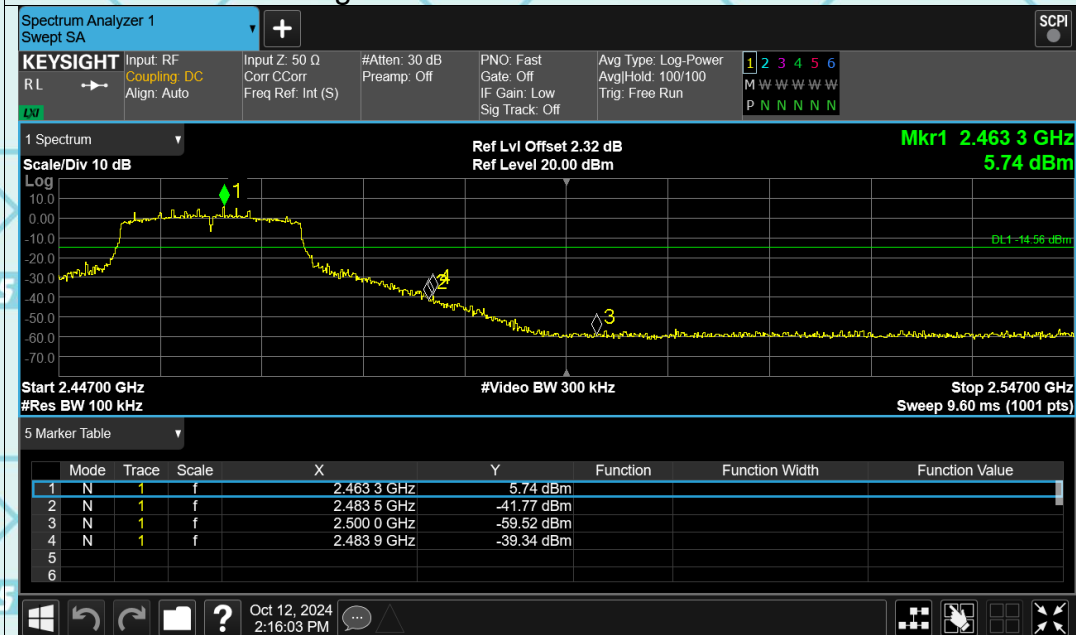 Spectrum Analyzer 1
Swept SA
+
SCPI
KEYSIGHT
RL
LXI
Input: RF
Coupling: DC
Align: Auto
Input Z: 50 Ω
Corr CCorr
Freq Ref: Int (S)
#Atten: 30 dB
Preamp: Off
PNO: Fast
Gate: Off
IF Gain: Low
Sig Track: Off
Avg Type: Log-Power
Avg|Hold: 100/100
Trig: Free Run
1 2 3 4 5 6
M W W W W W
P N N N N N
1 Spectrum
Scale/Div 10 dB
Ref Lvl Offset 2.32 dB
Ref Level 20.00 dBm
Mkr1 2.463 3 GHz
5.74 dBm
Log
10.0
0.00
-10.0
-20.0
-30.0
-40.0
-50.0
-60.0
-70.0
1
DL1 -14.56 dBm
4
2
3
Start 2.44700 GHz
#Video BW 300 kHz
Stop 2.54700 GHz
#Res BW 100 kHz
Sweep 9.60 ms (1001 pts)
5 Marker Table
Mode Trace Scale X Y Function Function Width Function Value
1 N 1 f 2.463 3 GHz 5.74 dBm
2 N 1 f 2.483 5 GHz -41.77 dBm
3 N 1 f 2.500 0 GHz -59.52 dBm
4 N 1 f 2.483 9 GHz -39.34 dBm
5
6
?
Oct 12, 2024
2:16:03 PM